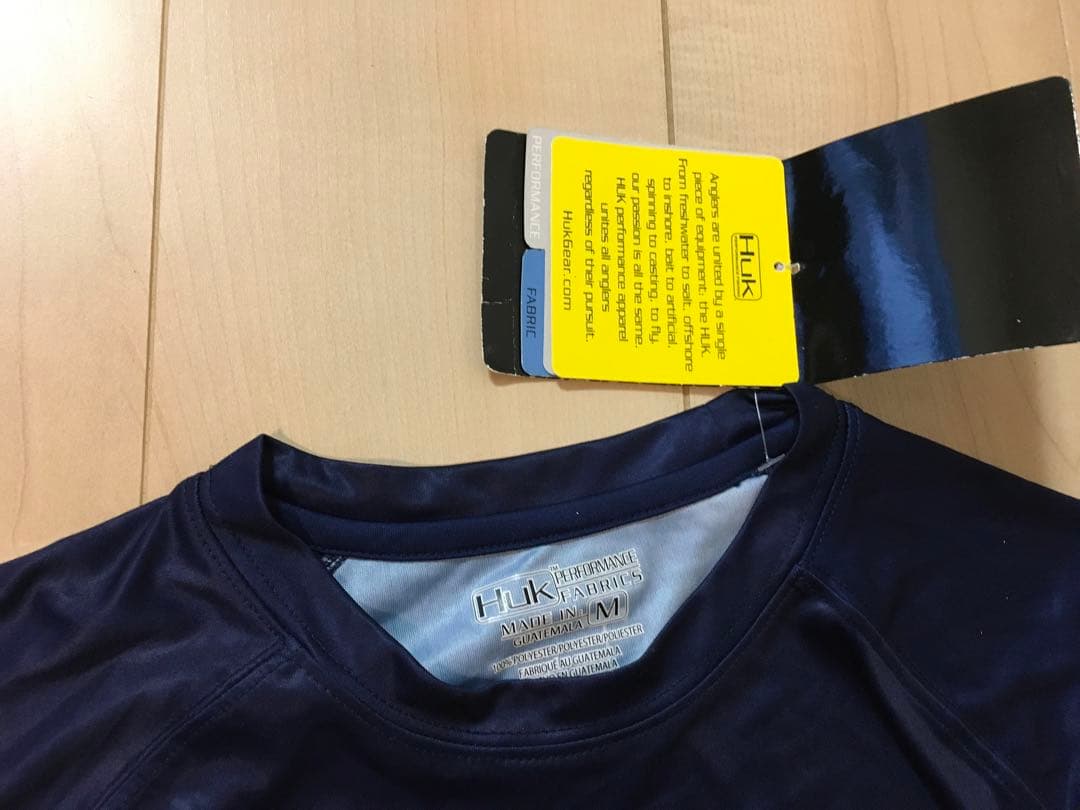 Huk
Anglers are united by a single
piece of equipment. the HUK.
From freshwater to salt. offshore
to inshore. bait to artificial.
spinning to casting. to fly.
our passion is all the same.
HUK performance apparel
unites all anglers
regardless of their pursuit.
HukGear.com
PERFORMANCE
FABRIC
Huk™ PERFORMANCE
FABRICS
MADE IN M
GUATEMALA
100% POLYESTER/POLYESTER/POLIESTER
FABRIQUÉ AU GUATEMALA
EN GUATEMALA